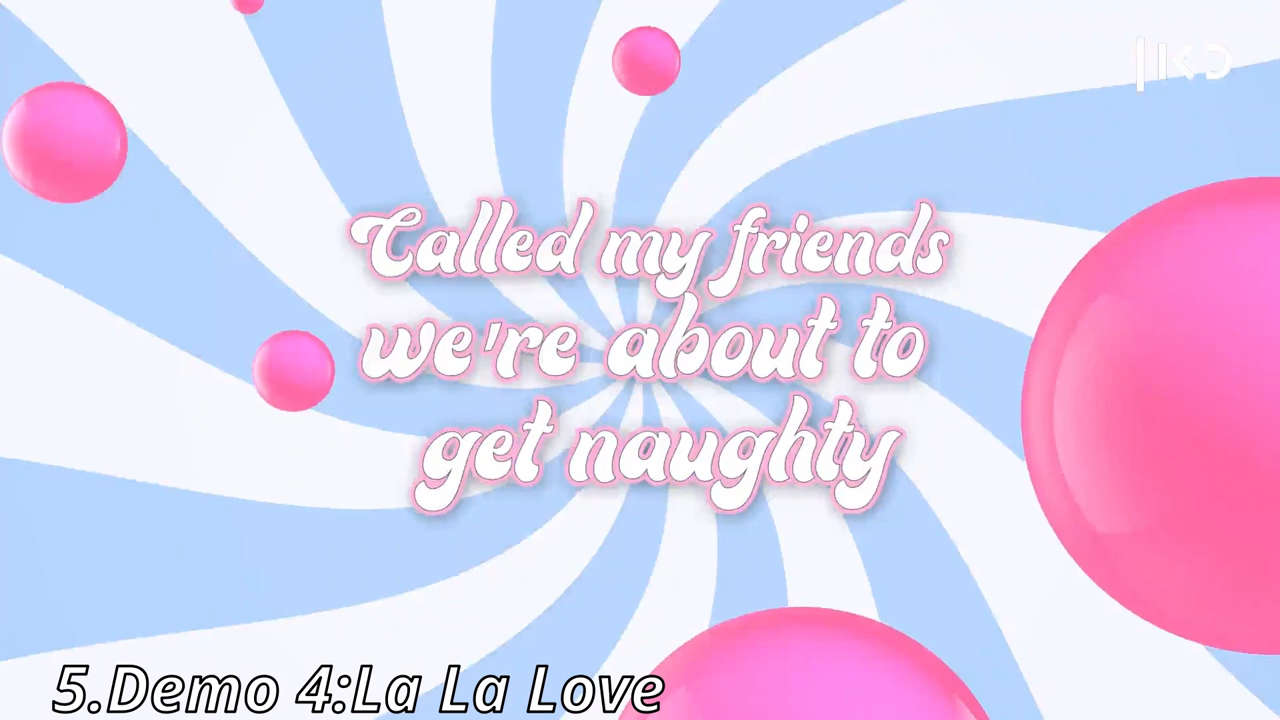 Called my friends
we're about to
get naughty
5.Demo 4:La La Love